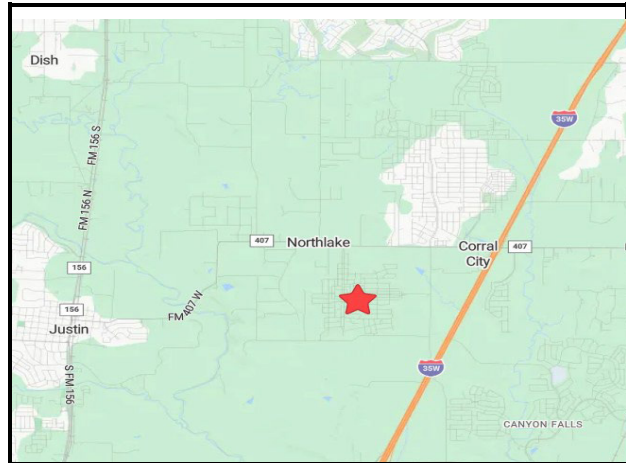 Dish
FM 156 S
35W
FM 156 N
407
Northlake
Corral
City
407
156
156
Justin
FM 407 W
S FM 156
35W
CANYON FALLS